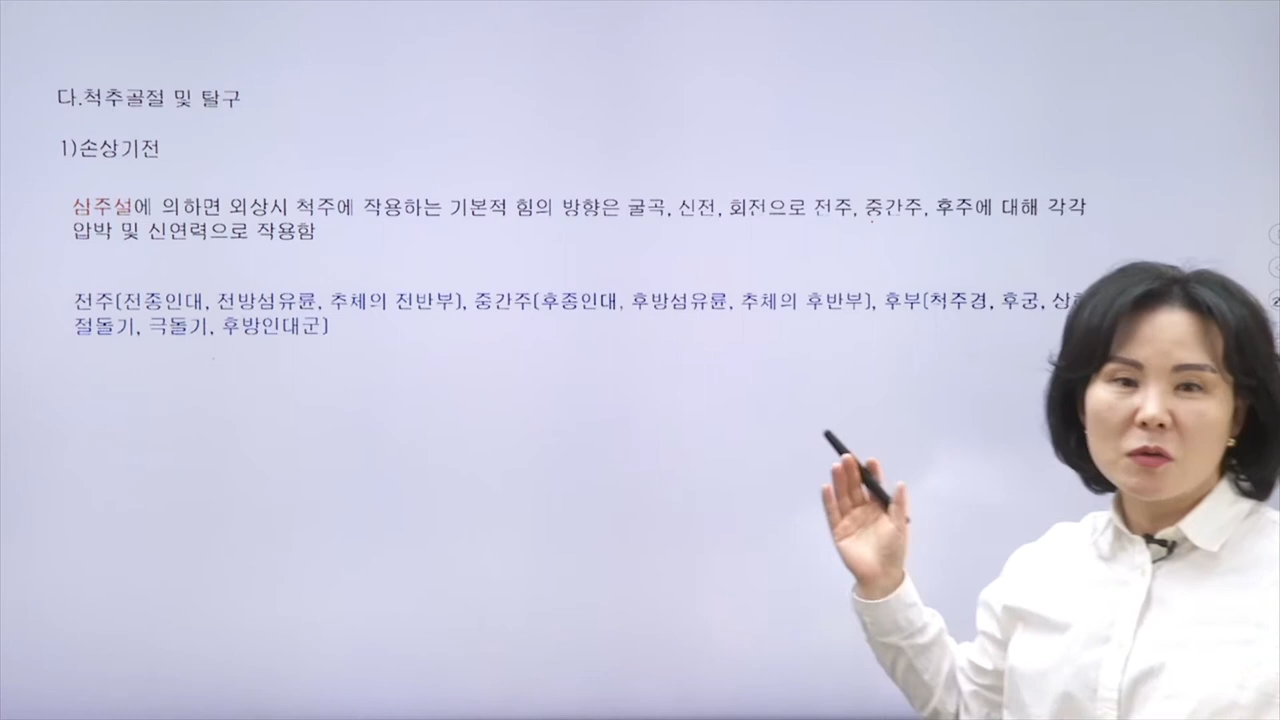 다.척추골절 및 탈구
1)손상기전
삼주설에 의하면 외상시 척주에 작용하는 기본적 힘의 방향은 굴곡, 신전, 회전으로 전주, 중간주, 후주에 대해 각각
압박 및 신연력으로 작용함
전주(전종인대, 전방섬유륜, 추체의 전반부), 중간주(후종인대, 후방섬유륜, 추체의 후반부), 후부(척주경, 후궁,
절돌기, 극돌기, 후방인대군)